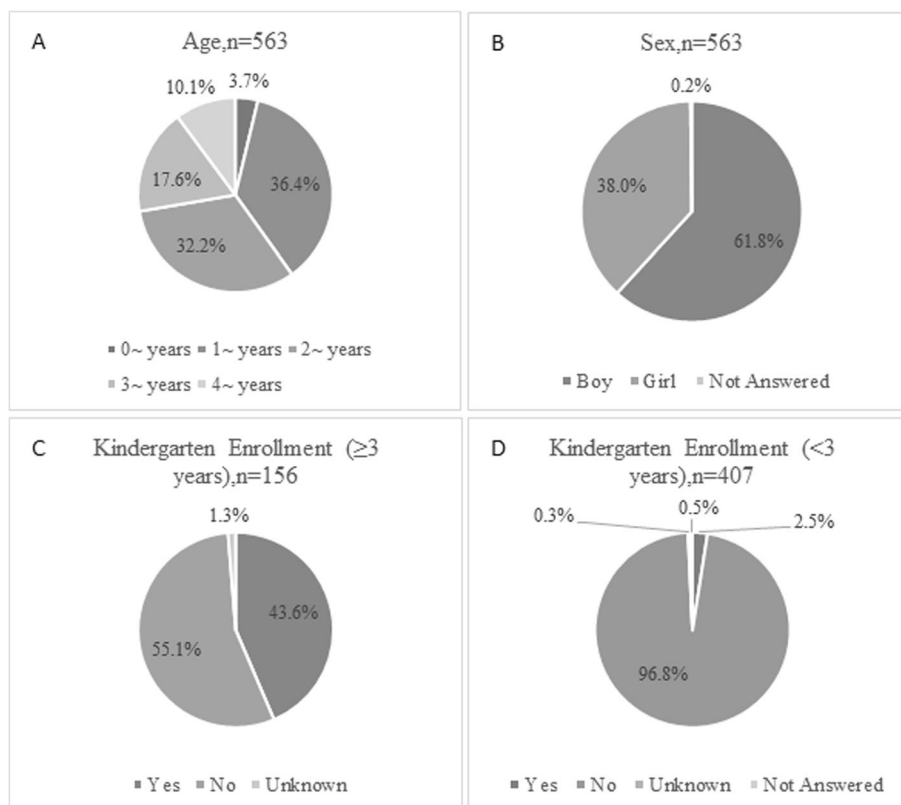 A
Age,n=563
10.1%
3.7%
17.6%
36.4%
32.2%
0~ years 1~ years 2~ years
3~ years 4~ years
B
Sex,n=563
0.2%
38.0%
61.8%
Boy Girl Not Answered
C
Kindergarten Enrollment (≥3
years),n=156
1.3%
43.6%
55.1%
Yes No Unknown
D
Kindergarten Enrollment (<3
years),n=407
0.3%
0.5%
2.5%
96.8%
Yes No Unknown Not Answered